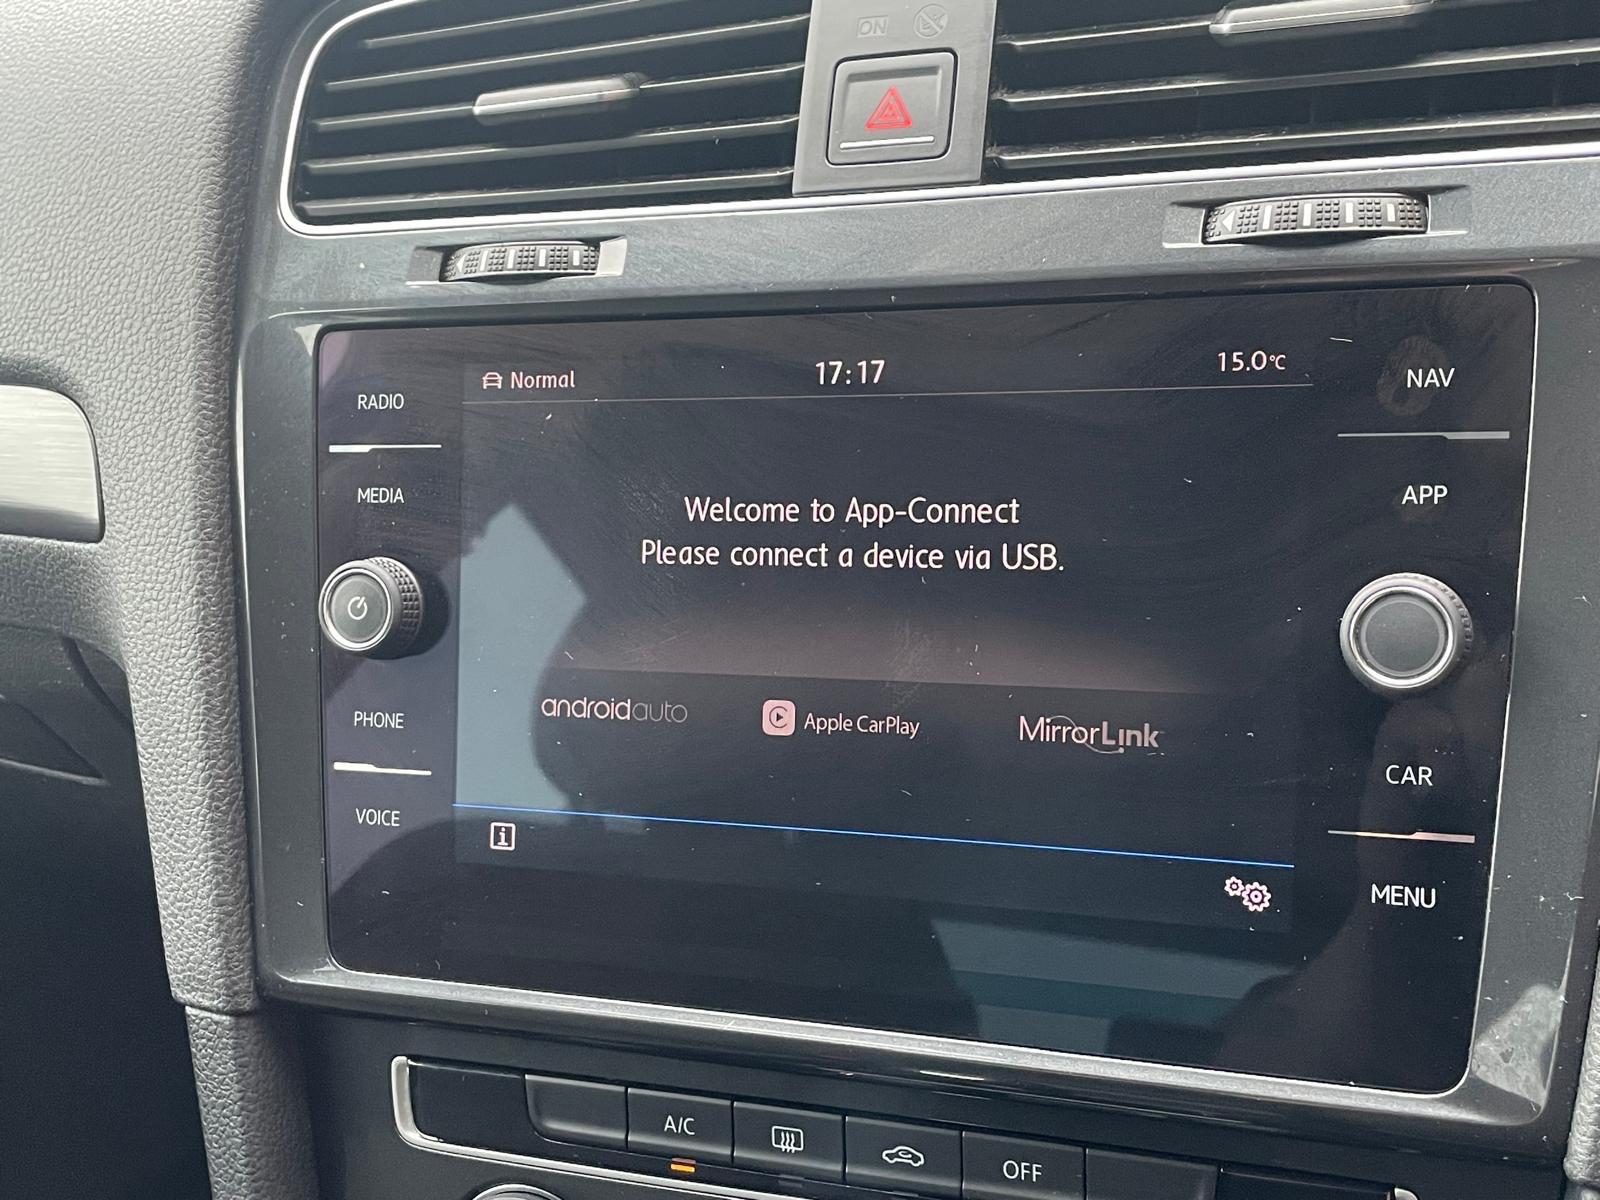 ON
RADIO
MEDIA
PHONE
VOICE
Normal
17:17
15.0°C
Welcome to App-Connect
Please connect a device via USB.
androidauto
Apple CarPlay
MirrorLink
i
NAV
APP
CAR
MENU
A/C
OFF